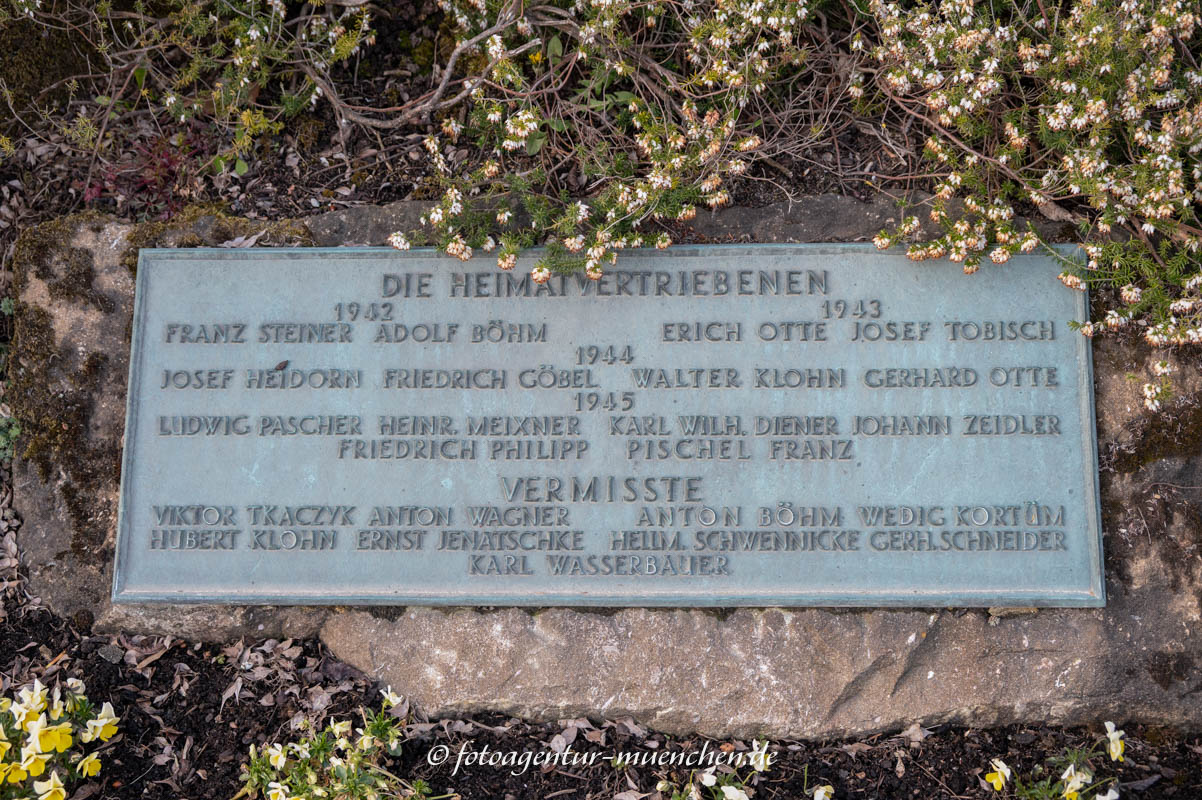 DIE HEIMATVERTRIEBENEN
1942 1943
FRANZ STEINER ADOLF BÖHM ERICH OTTE JOSEF TOBISCH
1944
JOSEF HEIDORN FRIEDRICH GÖBEL WALTER KLOHN GERHARD OTTE
1945
LUDWIG PASCHER HEINR. MEIXNER KARL WILH. DIENER JOHANN ZEIDLER
FRIEDRICH PHILIPP PISCHEL FRANZ
VERMISSTE
VIKTOR TKACZYK ANTON WAGNER ANTON BÖHM WEDIG KORTÜM
HUBERT KLOHN ERNST JENATSCHKE HELLM. SCHWENNICKE GERH. SCHNEIDER
KARL WASSERBAUER
© fotoagentur-muenchen.de